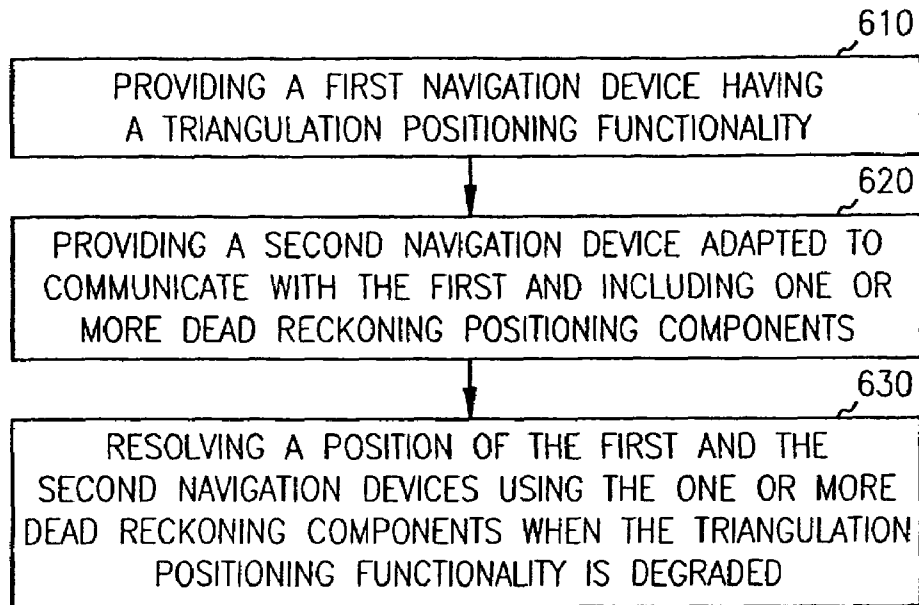 610
PROVIDING A FIRST NAVIGATION DEVICE HAVING
A TRIANGULATION POSITIONING FUNCTIONALITY
620
PROVIDING A SECOND NAVIGATION DEVICE ADAPTED TO
COMMUNICATE WITH THE FIRST AND INCLUDING ONE OR
MORE DEAD RECKONING POSITIONING COMPONENTS
630
RESOLVING A POSITION OF THE FIRST AND THE
SECOND NAVIGATION DEVICES USING THE ONE OR MORE
DEAD RECKONING COMPONENTS WHEN THE TRIANGULATION
POSITIONING FUNCTIONALITY IS DEGRADED